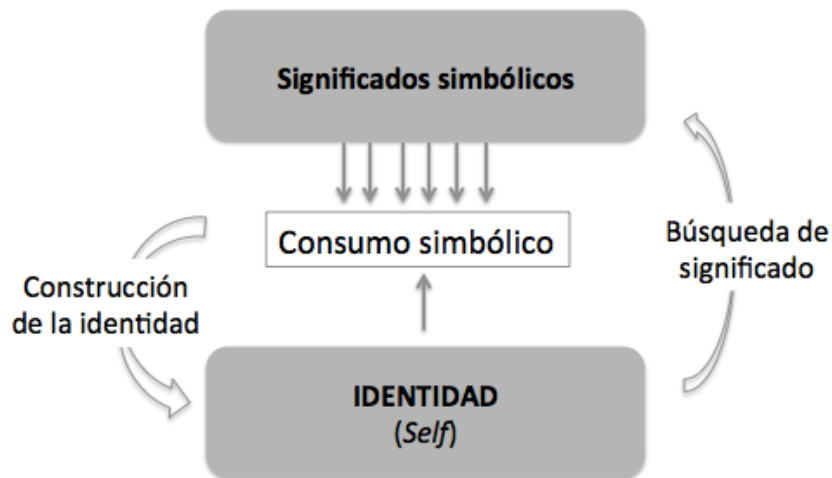 Significados simbólicos
Consumo simbólico
Búsqueda de
significado
Construcción
de la identidad
IDENTIDAD
(Self)